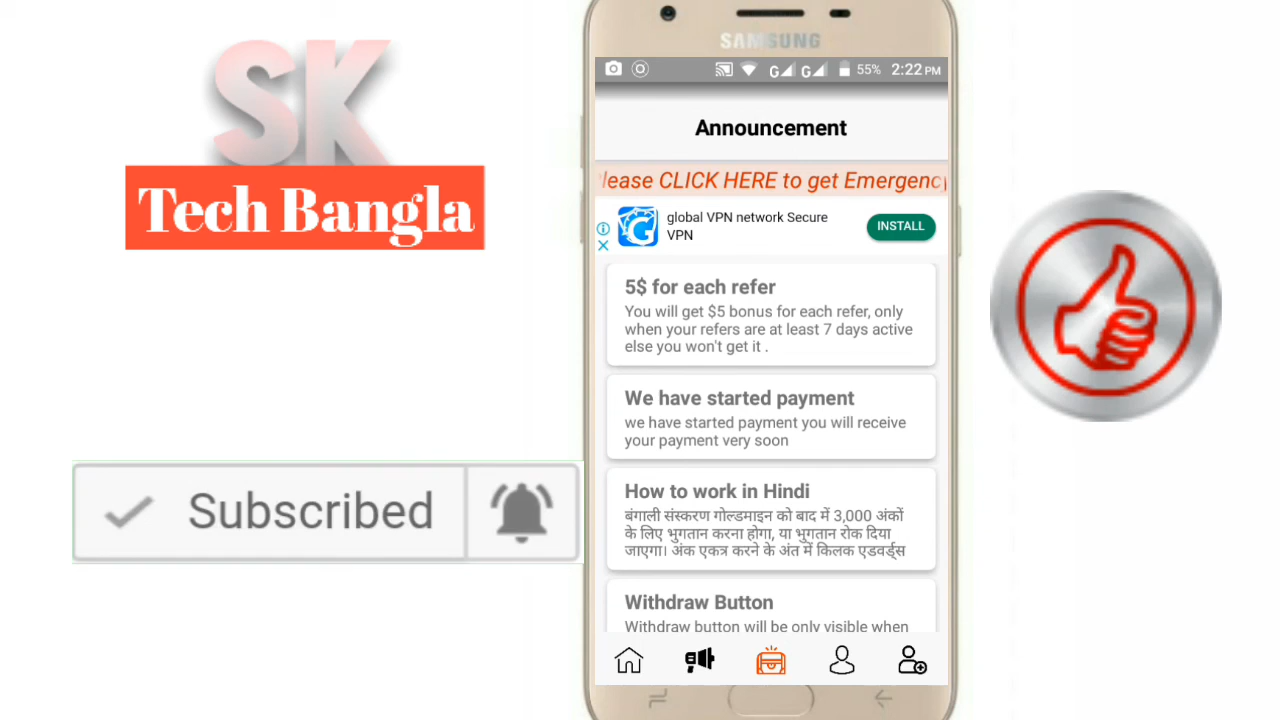 SK
Tech Bangla
Subscribed
SAMSUNG
55% 2:22 PM
Announcement
lease CLICK HERE to get Emergency
global VPN network Secure
VPN
INSTALL
5$ for each refer
You will get $5 bonus for each refer, only
when your refers are at least 7 days active
else you won't get it .
We have started payment
we have started payment you will receive
your payment very soon
How to work in Hindi
बंगाली संस्करण गोल्डमाइन को बाद में 3,000 अंकों
के लिए भुगतान करना होगा, या भुगतान रोक दिया
जाएगा। अंक एकत्र करने के अंत में किलक एडवर्ड्स
Withdraw Button
Withdraw button will be only visible when